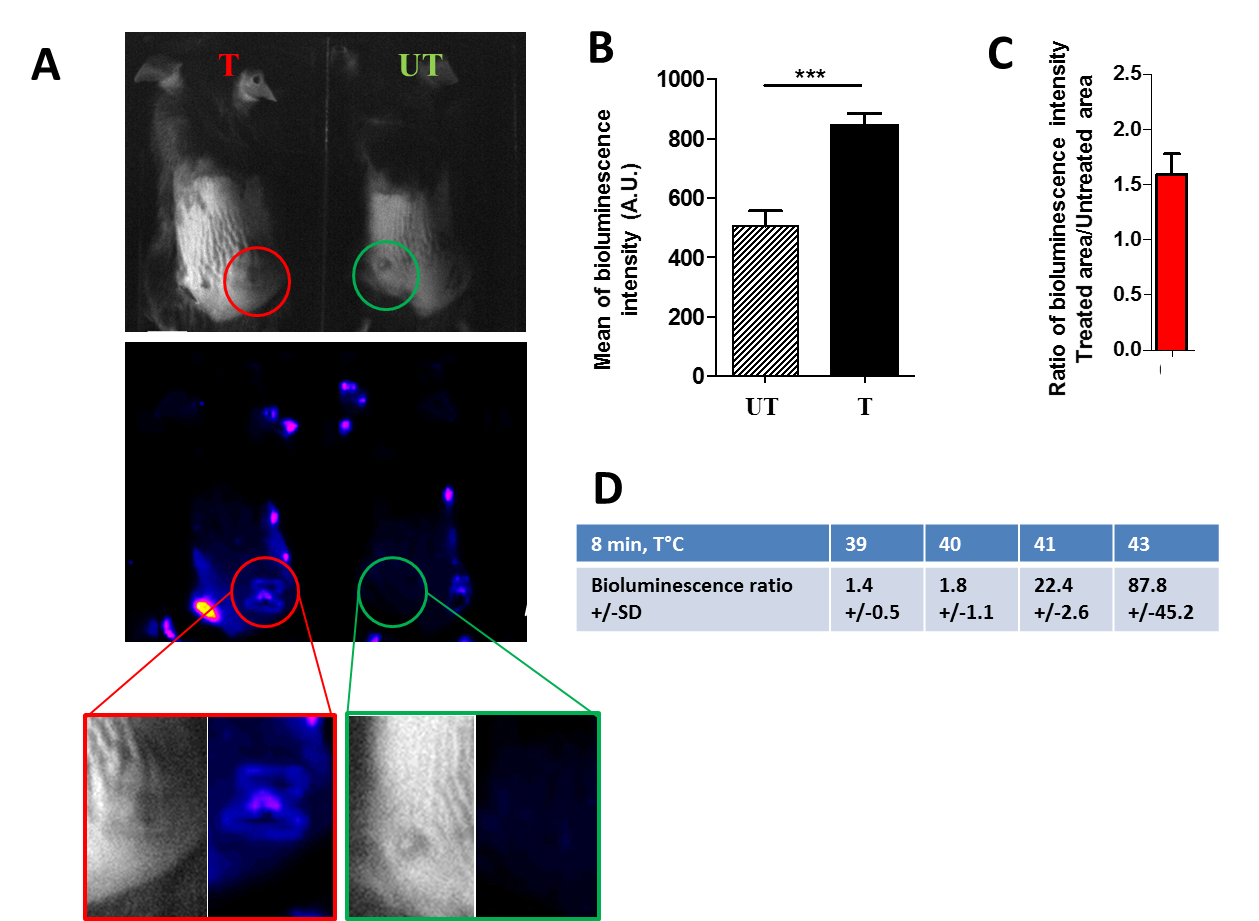 A
T
UT
B
Mean of bioluminescence
intensity (A.U.)
1000
800
600
400
200
0
***
UT
T
C
Ratio of bioluminescence intensity
Treated area/Untreated area
2.5
2.0
1.5
1.0
0.5
0.0
D
8 min, T°C 39 40 41 43
Bioluminescence ratio 1.4 1.8 22.4 87.8
+/-SD +/-0.5 +/-1.1 +/-2.6 +/-45.2